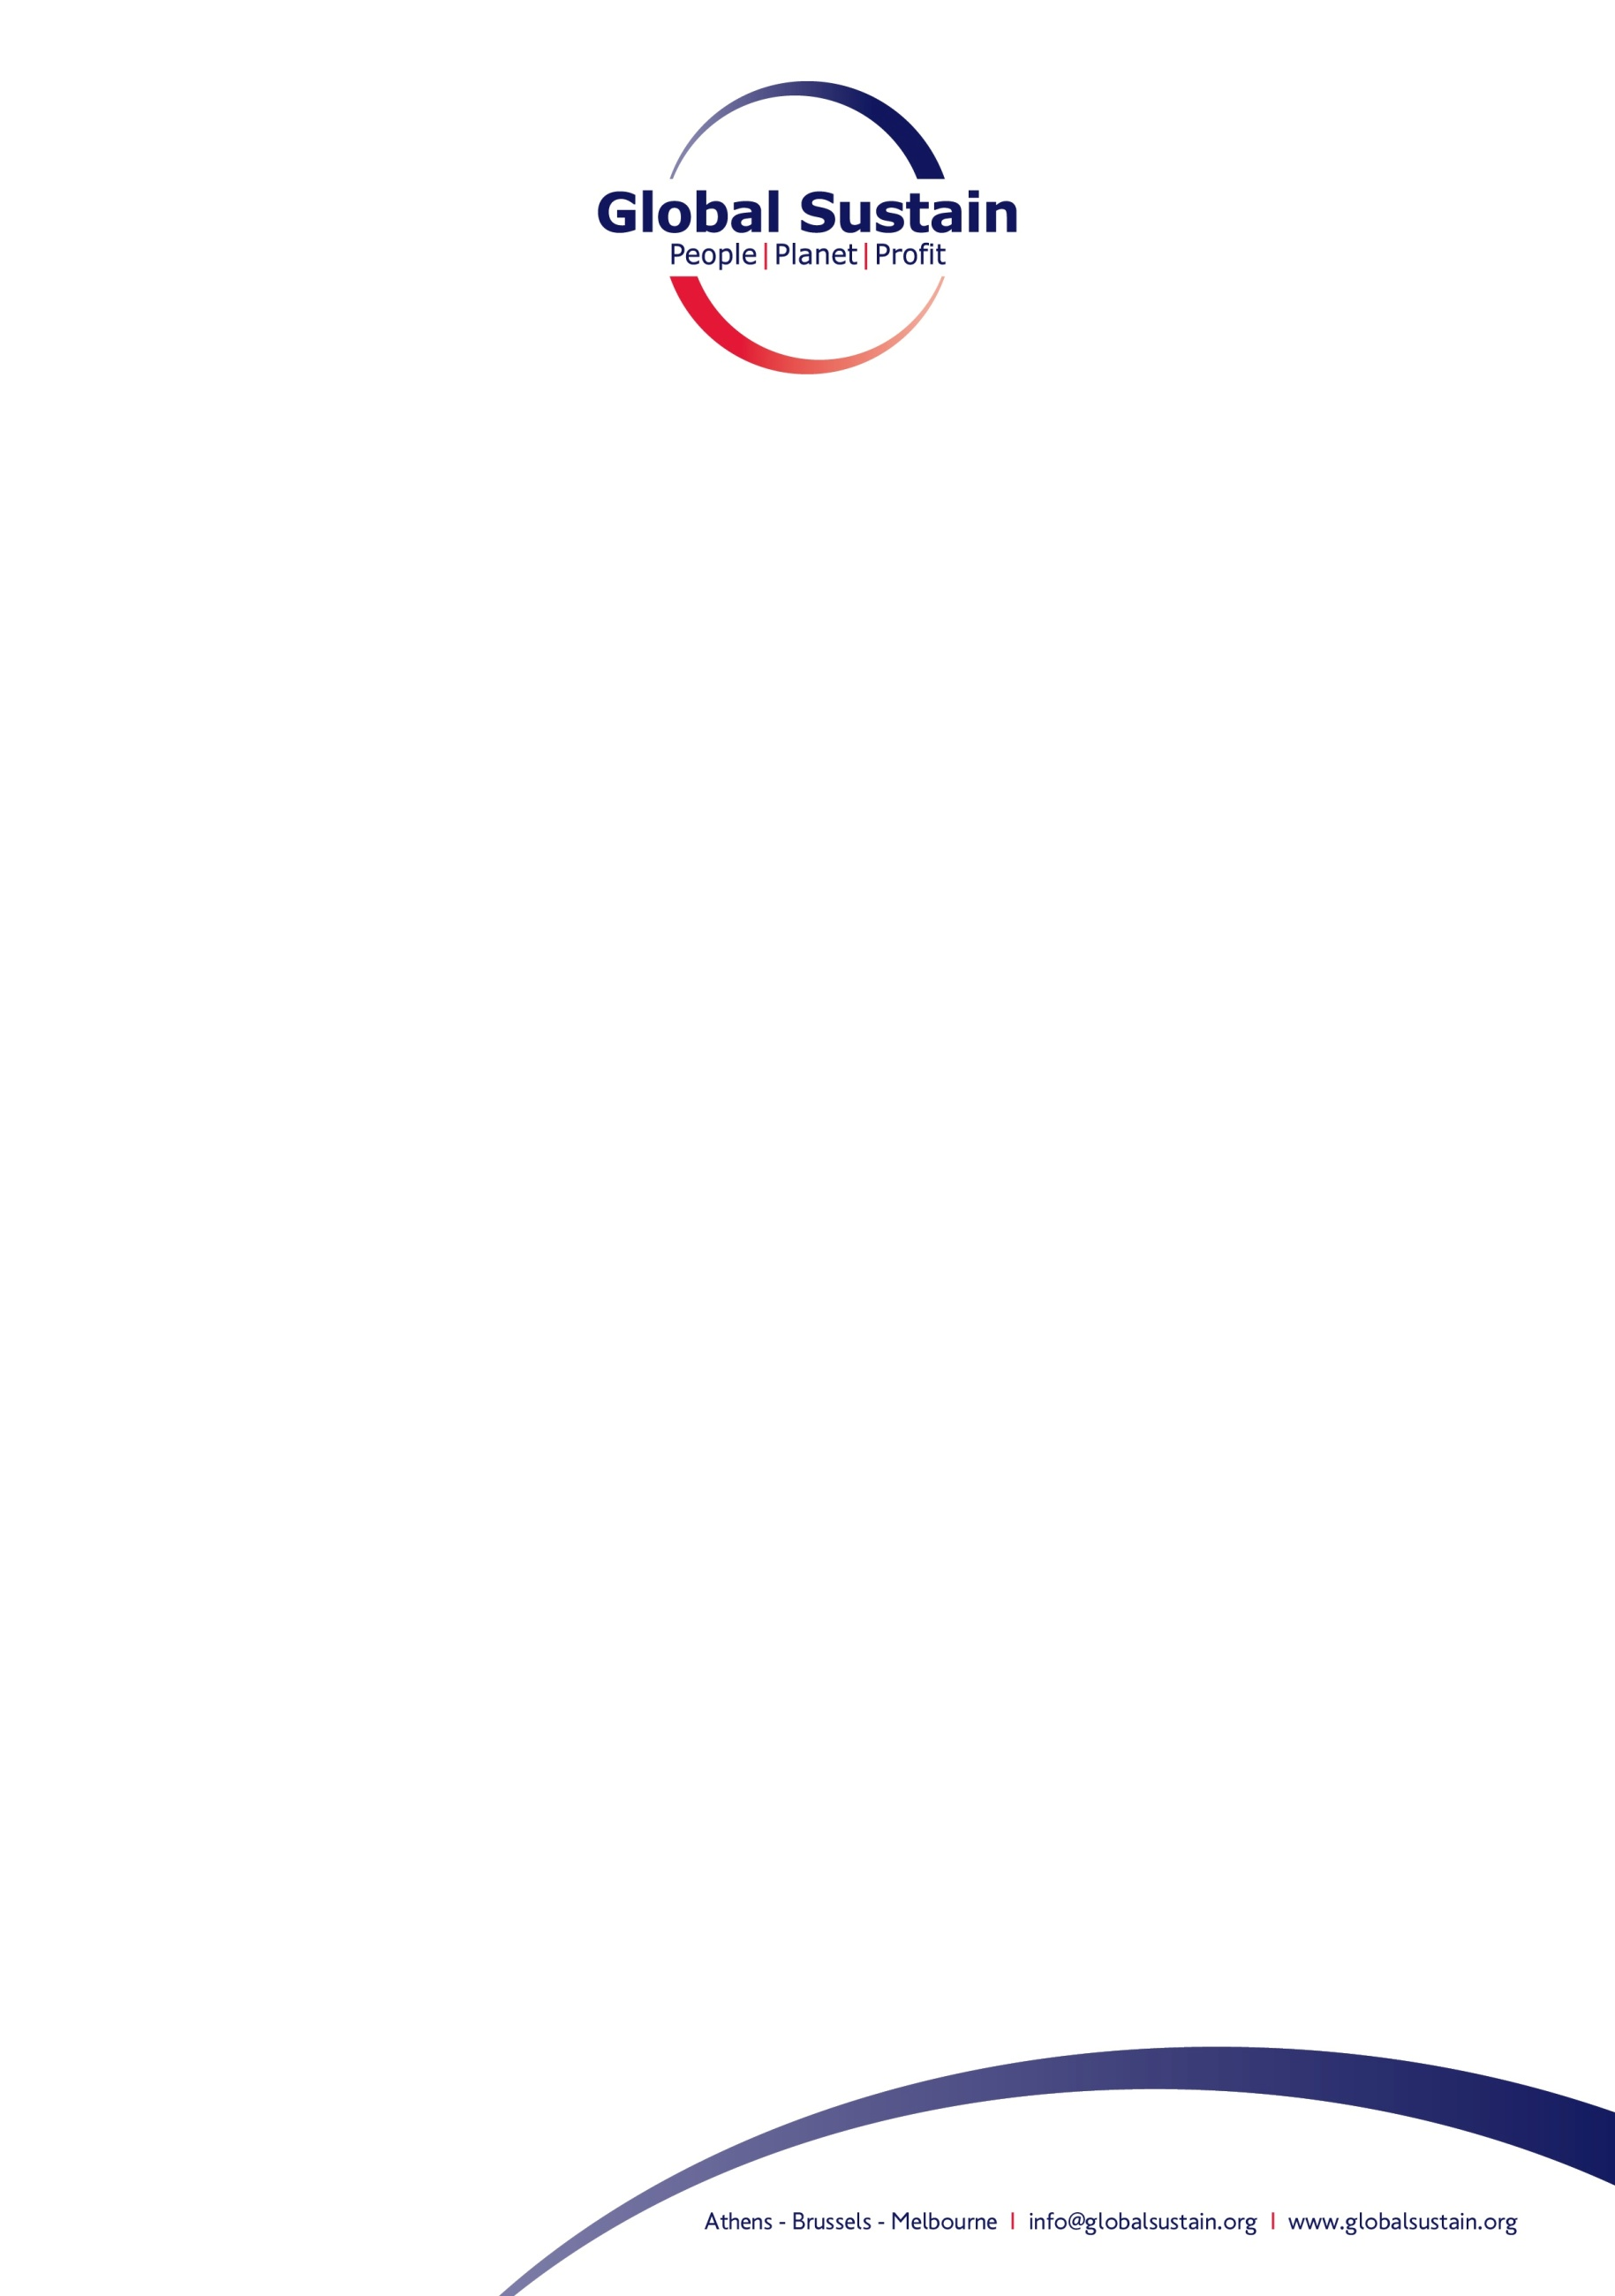 Global Sustain
People|Planet|Profit
Athens - Brussels - Melbourne | info@globalsustain.org | www.globalsustain.org